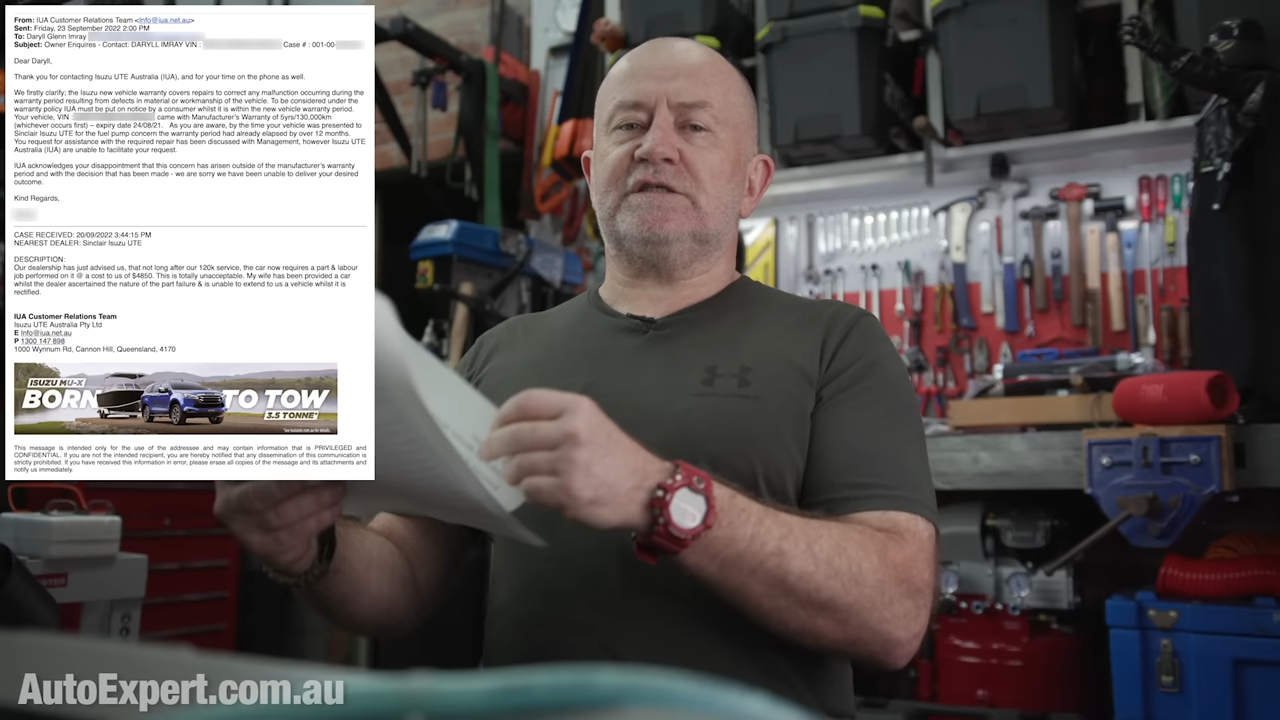 From: IUA Customer Relations Team <Info@iua.net.au>
Sent: Friday, 23 September 2022 2:00 PM
To: Daryll Glenn Imray
Subject: Owner Enquires - Contact: DARYLL IMRAY VIN : Case # : 001-00-
Dear Daryll,
Thank you for contacting Isuzu UTE Australia (IUA), and for your time on the phone as well.
We firstly clarify; the Isuzu new vehicle warranty covers repairs to correct any malfunction occurring during the
warranty period resulting from defects in material or workmanship of the vehicle. To be considered under the
warranty policy IUA must be put on notice by a consumer whilst it is within the new vehicle warranty period.
Your vehicle, VIN : came with Manufacturer's Warranty of 5yrs/130,000km
(whichever occurs first) – expiry date 24/08/21. As you are aware, by the time your vehicle was presented to
Sinclair Isuzu UTE for the fuel pump concern the warranty period had already elapsed by over 12 months.
You request for assistance with the required repair has been discussed with Management, however Isuzu UTE
Australia (IUA) are unable to facilitate your request.
IUA acknowledges your disappointment that this concern has arisen outside of the manufacturer's warranty
period and with the decision that has been made - we are sorry we have been unable to deliver your desired
outcome.
Kind Regards,
CASE RECEIVED: 20/09/2022 3:44:15 PM
NEAREST DEALER: Sinclair Isuzu UTE
DESCRIPTION:
Our dealership has just advised us, that not long after our 120k service, the car now requires a part & labour
job performed on it @ a cost to us of $4850. This is totally unacceptable. My wife has been provided a car
whilst the dealer ascertained the nature of the part failure & is unable to extend to us a vehicle whilst it is
rectified.
IUA Customer Relations Team
Isuzu UTE Australia Pty Ltd
E Info@iua.net.au
P 1300 147 898
1000 Wynnum Rd, Cannon Hill, Queensland, 4170
ISUZU MU-X
BORN TO TOW
3.5 TONNE*
This message is intended only for the use of the addressee and may contain information that is PRIVILEGED and
CONFIDENTIAL. If you are not the intended recipient, you are hereby notified that any dissemination of this communication is
strictly prohibited. If you have received this information in error, please erase all copies of the message and its attachments and
notify us immediately.
AutoExpert.com.au